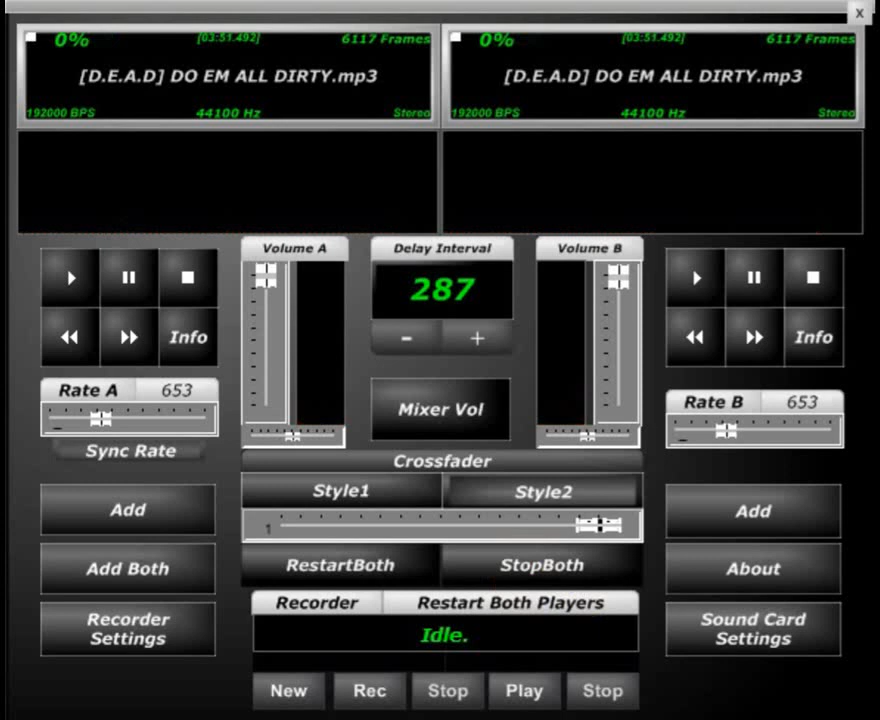 x
0% [03:51.492] 6117 Frames
[D.E.A.D] DO EM ALL DIRTY.mp3
192000 BPS 44100 Hz Stereo
0% [03:51.492] 6117 Frames
[D.E.A.D] DO EM ALL DIRTY.mp3
192000 BPS 44100 Hz Stereo
Volume A
Delay Interval
Volume B
287
- +
Info
Info
Mixer Vol
Rate A 653
Rate B 653
Sync Rate
Crossfader
Style1 Style2
1
Add
Add
RestartBoth StopBoth
Add Both
About
Recorder Restart Both Players
Recorder
Settings
Idle.
Sound Card
Settings
New Rec Stop Play Stop